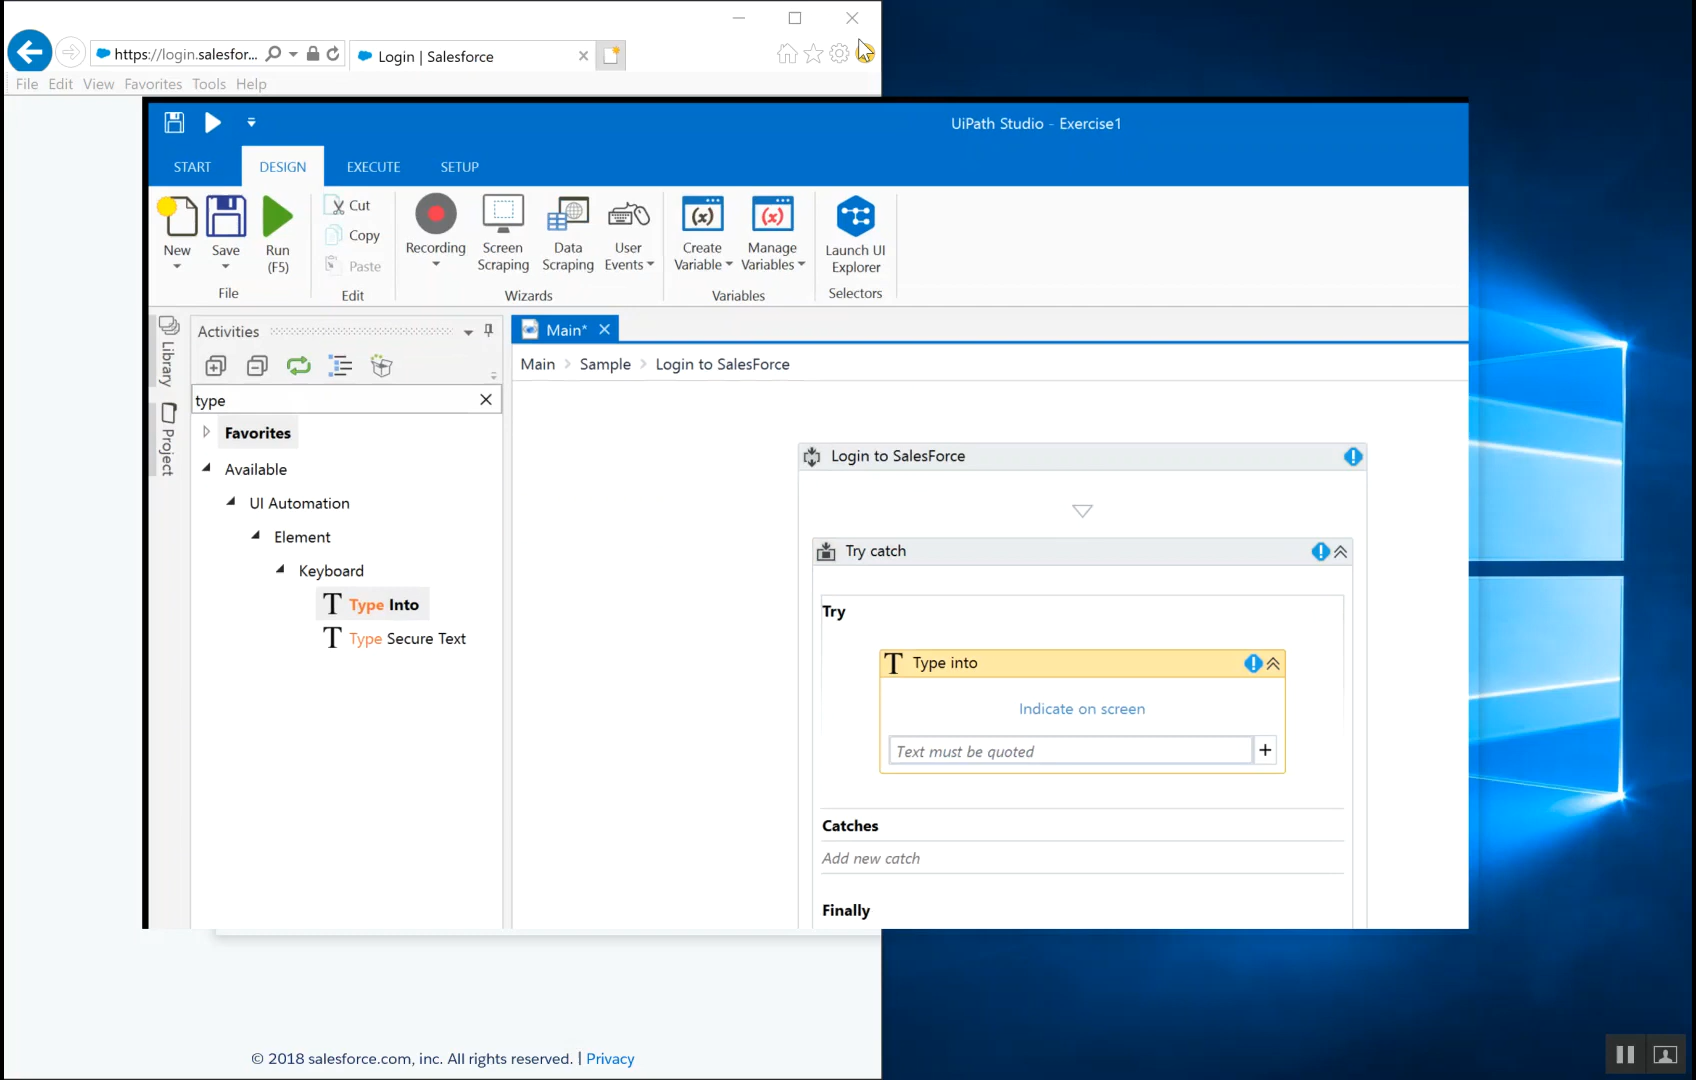 https://login.salesfor...
Login | Salesforce
File Edit View Favorites Tools Help
UiPath Studio - Exercise1
START DESIGN EXECUTE SETUP
New
Save
Run
(F5)
File
Cut
Copy
Paste
Edit
Recording
Screen
Scraping
Data
Scraping
User
Events
Wizards
Create
Variable
Manage
Variables
Variables
Launch UI
Explorer
Selectors
Library
Project
Activities
type
Favorites
Available
UI Automation
Element
Keyboard
Type Into
Type Secure Text
Main*
Main > Sample > Login to SalesForce
Login to SalesForce
Try catch
Try
Type into
Indicate on screen
Text must be quoted
Catches
Add new catch
Finally
© 2018 salesforce.com, inc. All rights reserved. | Privacy